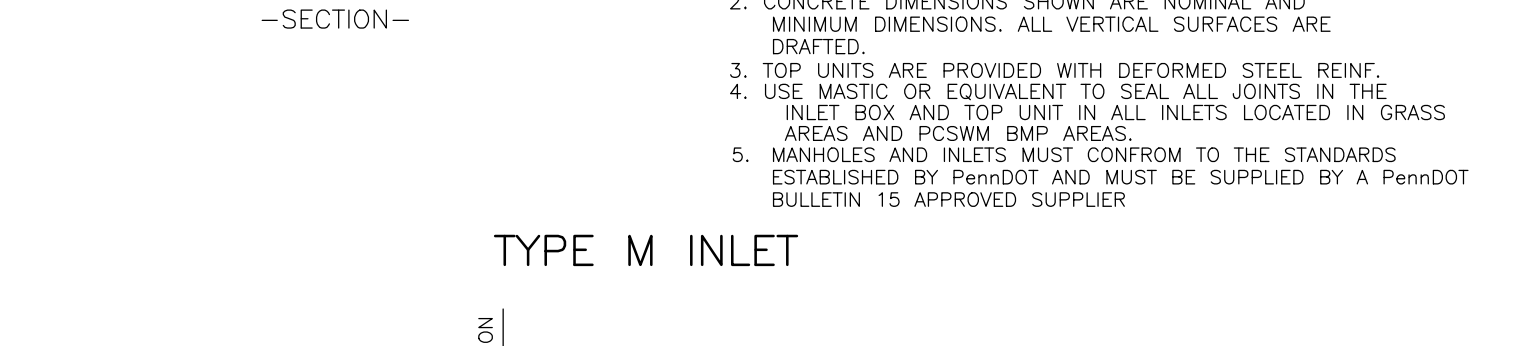 -SECTION-
2. CONCRETE DIMENSIONS SHOWN ARE NOMINAL AND
MINIMUM DIMENSIONS. ALL VERTICAL SURFACES ARE
DRAFTED.
3. TOP UNITS ARE PROVIDED WITH DEFORMED STEEL REINF.
4. USE MASTIC OR EQUIVALENT TO SEAL ALL JOINTS IN THE
INLET BOX AND TOP UNIT IN ALL INLETS LOCATED IN GRASS
AREAS AND PCSWM BMP AREAS.
5. MANHOLES AND INLETS MUST CONFROM TO THE STANDARDS
ESTABLISHED BY PennDOT AND MUST BE SUPPLIED BY A PennDOT
BULLETIN 15 APPROVED SUPPLIER
TYPE M INLET
ON